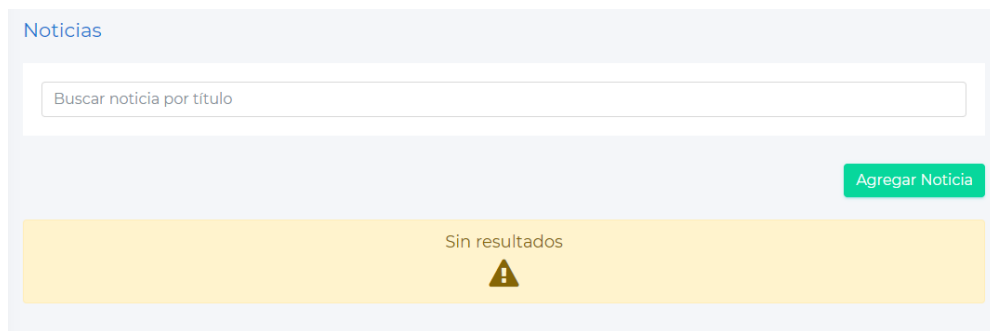 Noticias
Buscar noticia por título
Agregar Noticia
Sin resultados